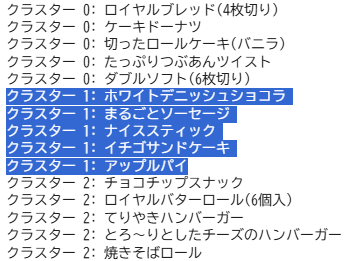 クラスター 0: ロイヤルブレッド(4枚切り)
クラスター 0: ケーキドーナツ
クラスター 0: 切ったロールケーキ(バニラ)
クラスター 0: たっぷりつぶあんツイスト
クラスター 0: ダブルソフト(6枚切り)
クラスター 1: ホワイトデニッシュショコラ
クラスター 1: まるごとソーセージ
クラスター 1: ナイススティック
クラスター 1: イチゴサンドケーキ
クラスター 1: アップルパイ
クラスター 2: チョコチップスナック
クラスター 2: ロイヤルバターロール(6個入)
クラスター 2: てりやきハンバーガー
クラスター 2: とろ～りとしたチーズのハンバーガー
クラスター 2: 焼きそばロール